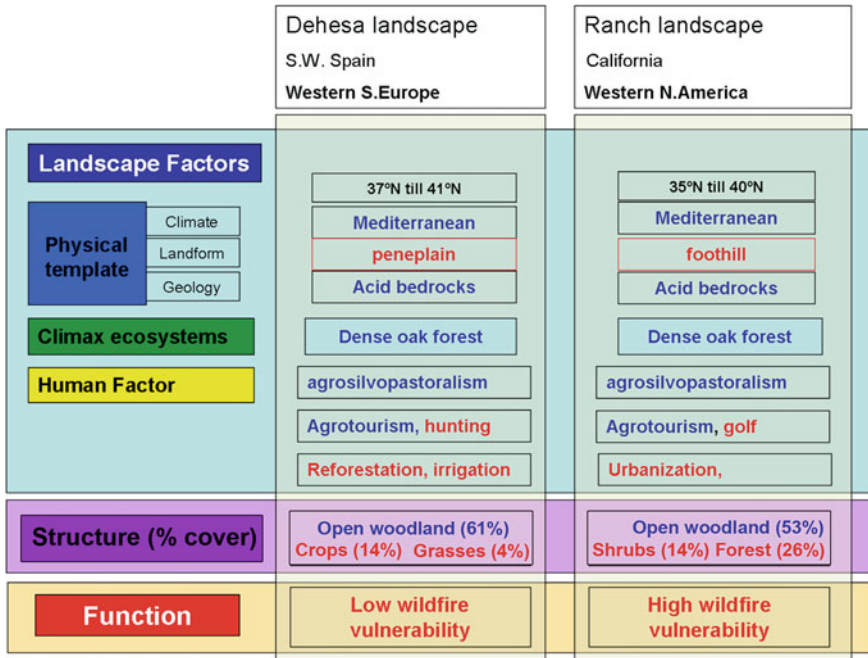 Dehesa landscape
S.W. Spain
Western S.Europe
Ranch landscape
California
Western N.America
Landscape Factors
37ºN till 41ºN
35ºN till 40ºN
Physical template
Climate
Mediterranean
Mediterranean
Landform
peneplain
foothill
Geology
Acid bedrocks
Acid bedrocks
Climax ecosystems
Dense oak forest
Dense oak forest
Human Factor
agrosilvopastoralism
agrosilvopastoralism
Agrotourism, hunting
Agrotourism, golf
Reforestation, irrigation
Urbanization,
Structure (% cover)
Open woodland (61%)
Crops (14%) Grasses (4%)
Open woodland (53%)
Shrubs (14%) Forest (26%)
Function
Low wildfire
vulnerability
High wildfire
vulnerability